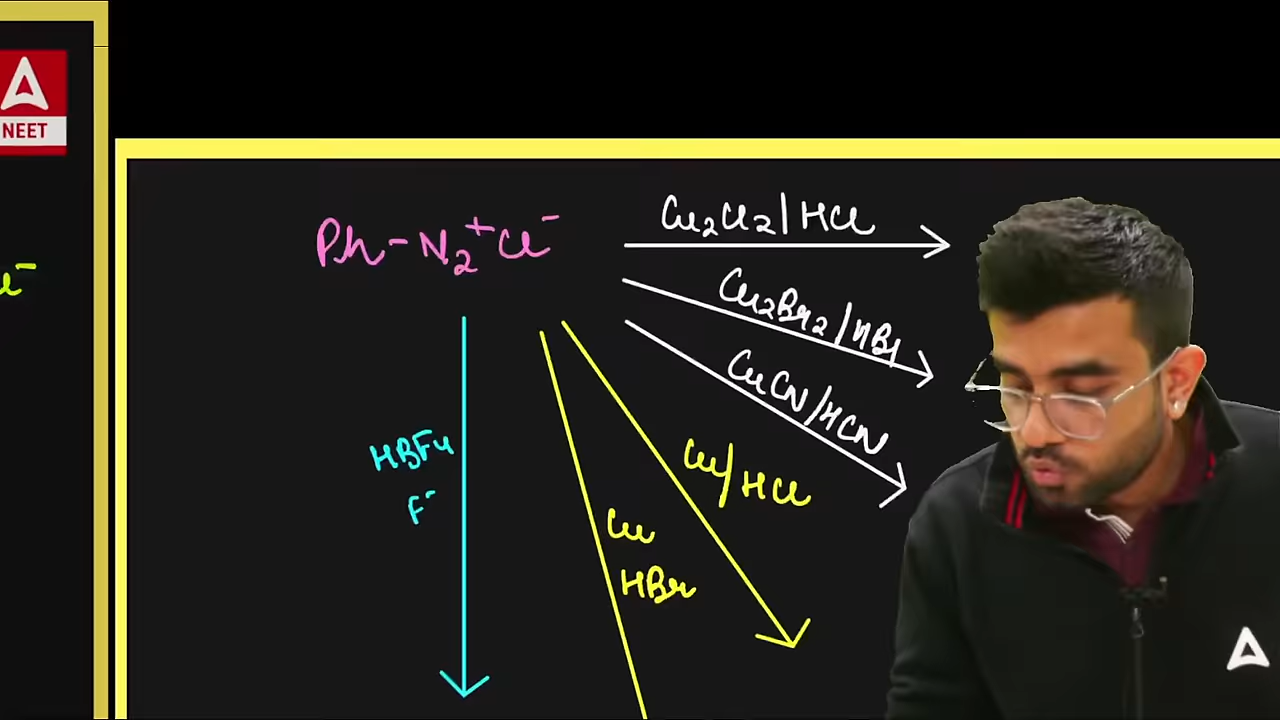 NEET
Ph-N₂⁺Cl⁻
Cu₂Cl₂/HCl
Cu₂Br₂/HBr
CuCN/HCN
Cu/HCl
HBF₄
F⁻
Cu
HBr